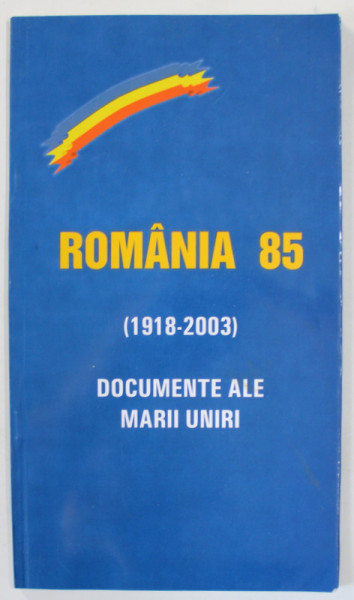 ROMÂNIA 85
(1918-2003)
DOCUMENTE ALE
MARII UNIRI